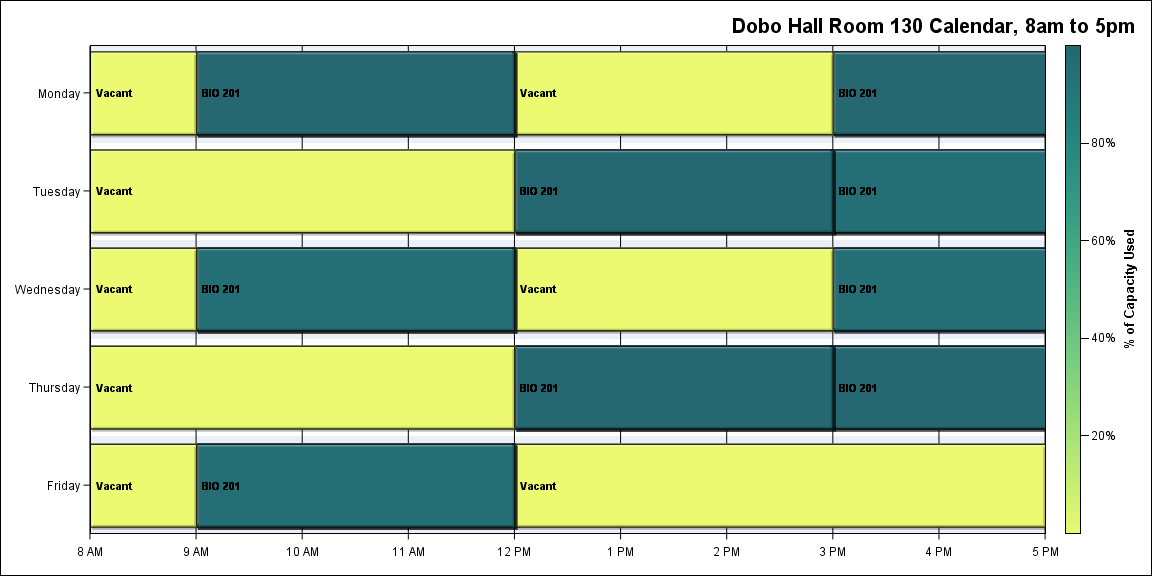 Dobo Hall Room 130 Calendar, 8am to 5pm
Monday
Vacant
BIO 201
Vacant
BIO 201
Tuesday
Vacant
BIO 201
BIO 201
Wednesday
Vacant
BIO 201
Vacant
BIO 201
Thursday
Vacant
BIO 201
BIO 201
Friday
Vacant
BIO 201
Vacant
8 AM
9 AM
10 AM
11 AM
12 PM
1 PM
2 PM
3 PM
4 PM
5 PM
80%
60%
40%
20%
% of Capacity Used